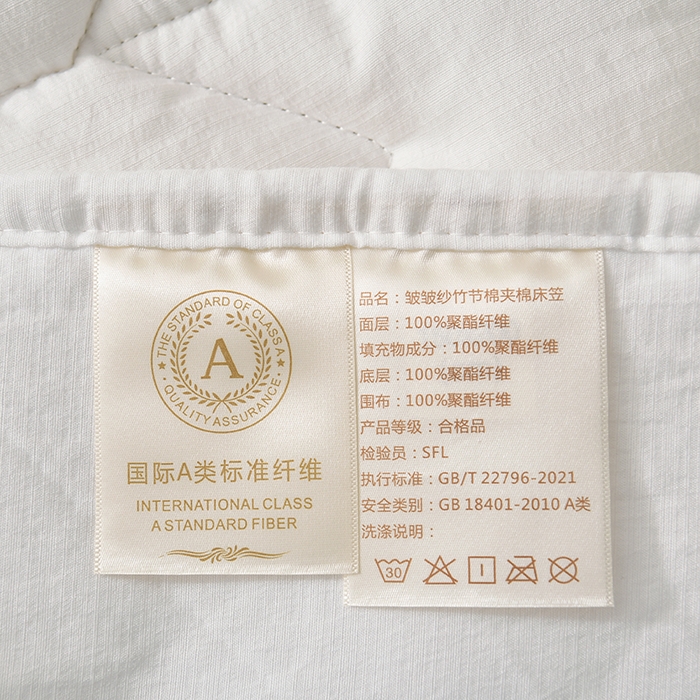 ★ THE STANDARD OF CLASS A ★
A
· QUALITY ASSURANCE ·
国际A类标准纤维
INTERNATIONAL CLASS
A STANDARD FIBER
品名：皱皱纱竹节棉夹棉床笠
面层：100%聚酯纤维
填充物成分：100%聚酯纤维
底层：100%聚酯纤维
围布：100%聚酯纤维
产品等级：合格品
检验员：SFL
执行标准：GB/T 22796-2021
安全类别：GB 18401-2010 A类
洗涤说明：
30